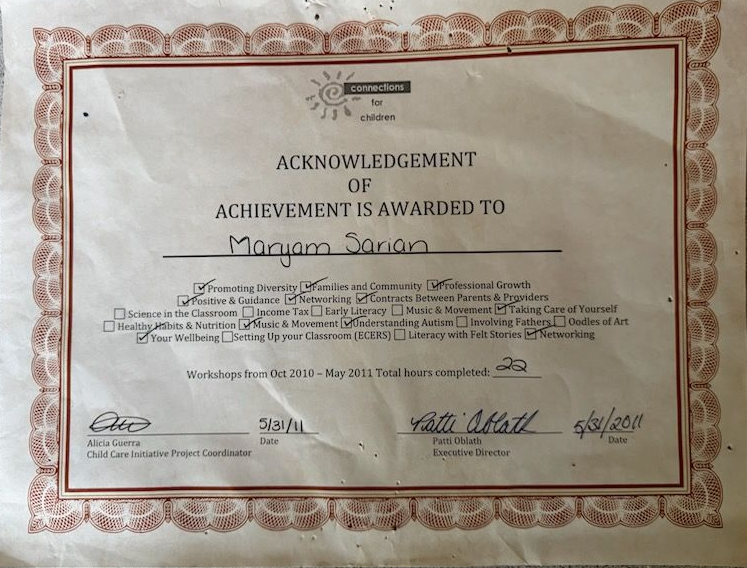 connections
for
children
ACKNOWLEDGEMENT
OF
ACHIEVEMENT IS AWARDED TO
Maryam Sarian
☑ Promoting Diversity ☑ Families and Community ☑ Professional Growth
☑ Positive & Guidance ☑ Networking ☑ Contracts Between Parents & Providers
☐ Science in the Classroom ☐ Income Tax ☐ Early Literacy ☐ Music & Movement ☑ Taking Care of Yourself
☐ Healthy Habits & Nutrition ☑ Music & Movement ☑ Understanding Autism ☐ Involving Fathers ☐ Oodles of Art
☑ Your Wellbeing ☐ Setting Up your Classroom (ECERS) ☐ Literacy with Felt Stories ☑ Networking
Workshops from Oct 2010 – May 2011 Total hours completed: 22
5/31/11 Patti Oblath 5/31/2011
Alicia Guerra Date Patti Oblath Date
Child Care Initiative Project Coordinator Executive Director